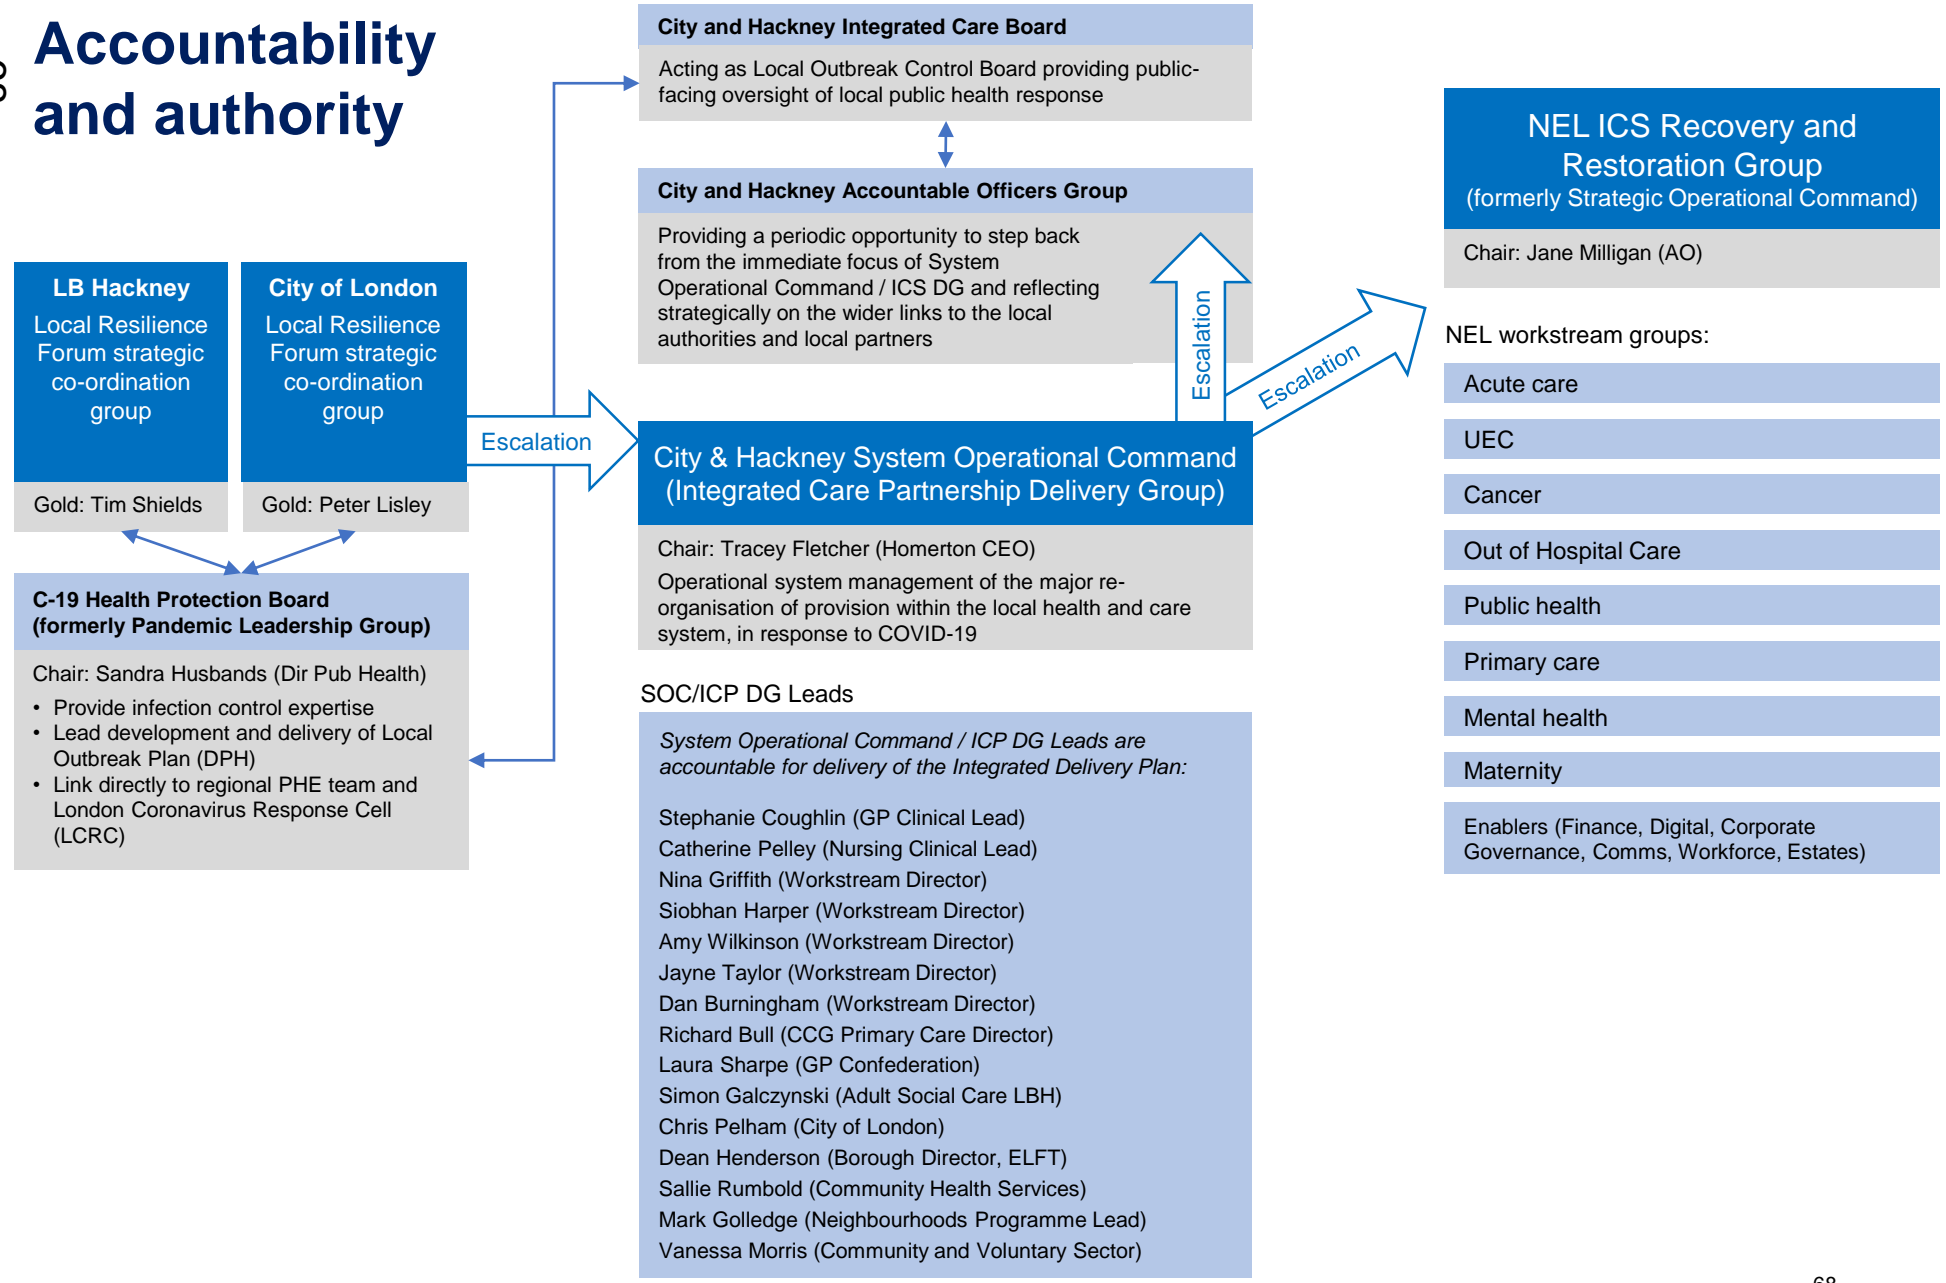 Accountability
and authority
City and Hackney Integrated Care Board
Acting as Local Outbreak Control Board providing public-
facing oversight of local public health response
City and Hackney Accountable Officers Group
Providing a periodic opportunity to step back
from the immediate focus of System
Operational Command / ICS DG and reflecting
strategically on the wider links to the local
authorities and local partners
Escalation
Escalation
LB Hackney
Local Resilience
Forum strategic
co-ordination
group
Gold: Tim Shields
City of London
Local Resilience
Forum strategic
co-ordination
group
Gold: Peter Lisley
Escalation
C-19 Health Protection Board
(formerly Pandemic Leadership Group)
Chair: Sandra Husbands (Dir Pub Health)
• Provide infection control expertise
• Lead development and delivery of Local
Outbreak Plan (DPH)
• Link directly to regional PHE team and
London Coronavirus Response Cell
(LCRC)
City & Hackney System Operational Command
(Integrated Care Partnership Delivery Group)
Chair: Tracey Fletcher (Homerton CEO)
Operational system management of the major re-
organisation of provision within the local health and care
system, in response to COVID-19
SOC/ICP DG Leads
System Operational Command / ICP DG Leads are
accountable for delivery of the Integrated Delivery Plan:
Stephanie Coughlin (GP Clinical Lead)
Catherine Pelley (Nursing Clinical Lead)
Nina Griffith (Workstream Director)
Siobhan Harper (Workstream Director)
Amy Wilkinson (Workstream Director)
Jayne Taylor (Workstream Director)
Dan Burningham (Workstream Director)
Richard Bull (CCG Primary Care Director)
Laura Sharpe (GP Confederation)
Simon Galczynski (Adult Social Care LBH)
Chris Pelham (City of London)
Dean Henderson (Borough Director, ELFT)
Sallie Rumbold (Community Health Services)
Mark Golledge (Neighbourhoods Programme Lead)
Vanessa Morris (Community and Voluntary Sector)
NEL ICS Recovery and
Restoration Group
(formerly Strategic Operational Command)
Chair: Jane Milligan (AO)
NEL workstream groups:
Acute care
UEC
Cancer
Out of Hospital Care
Public health
Primary care
Mental health
Maternity
Enablers (Finance, Digital, Corporate
Governance, Comms, Workforce, Estates)